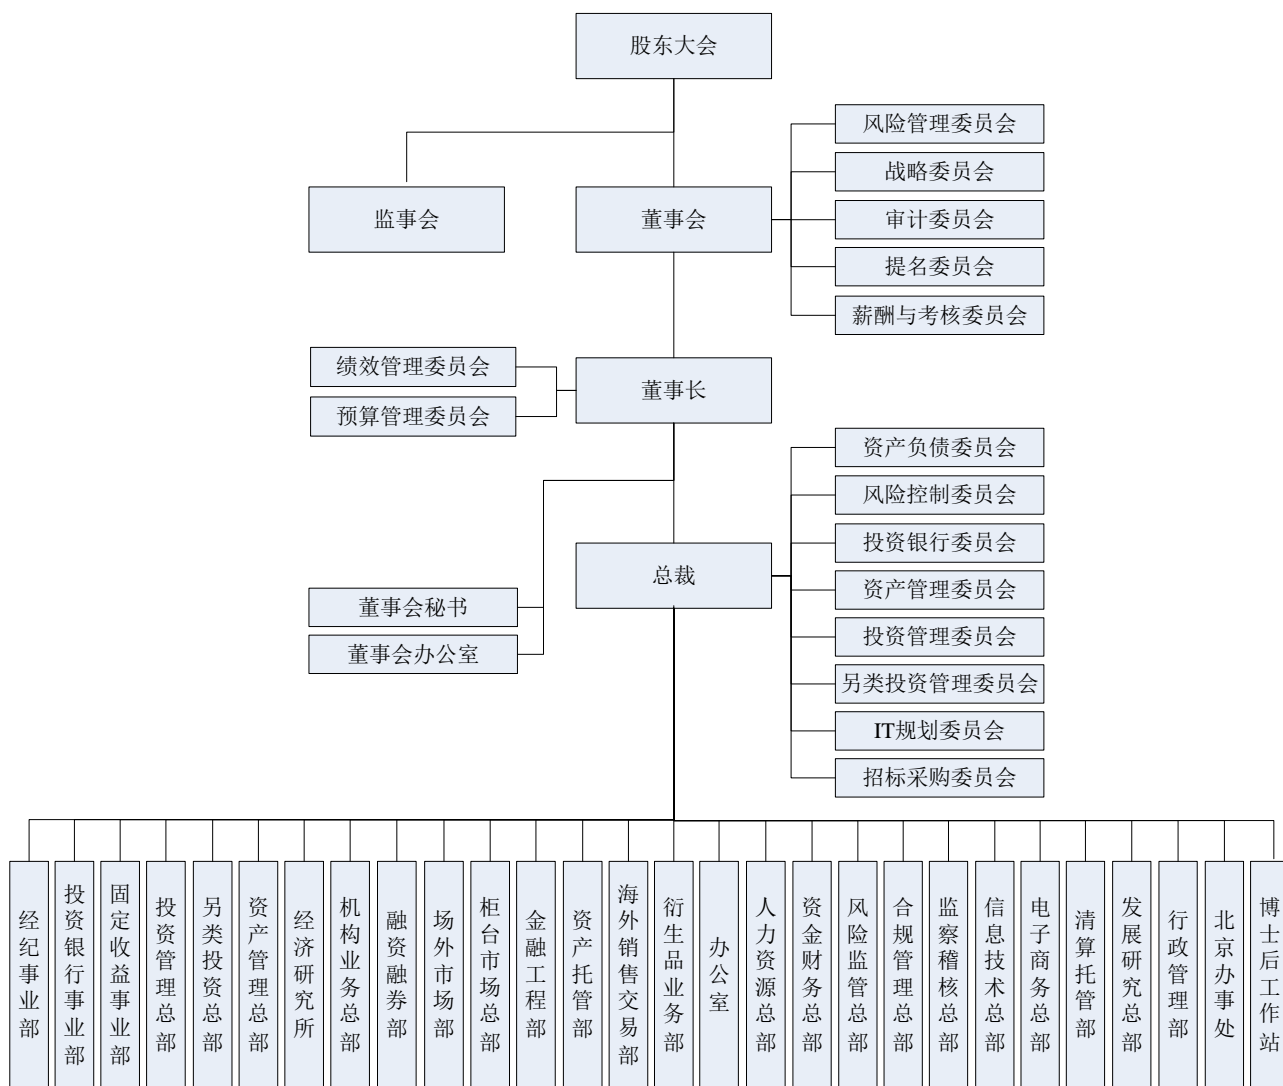 股东大会
风险管理委员会
战略委员会
监事会
董事会
审计委员会
提名委员会
薪酬与考核委员会
绩效管理委员会
董事长
预算管理委员会
资产负债委员会
风险控制委员会
投资银行委员会
总裁
资产管理委员会
董事会秘书
投资管理委员会
董事会办公室
另类投资管理委员会
IT规划委员会
招标采购委员会
经纪事业部
投资银行事业部
固定收益事业部
投资管理总部
另类投资总部
资产管理总部
经济研究所
机构业务总部
融资融券部
场外市场部
柜台市场总部
金融工程部
资产托管部
海外销售交易部
衍生品业务部
办公室
人力资源总部
资金财务总部
风险监管总部
合规管理总部
监察稽核总部
信息技术总部
电子商务总部
清算托管部
发展研究总部
行政管理部
北京办事处
博士后工作站